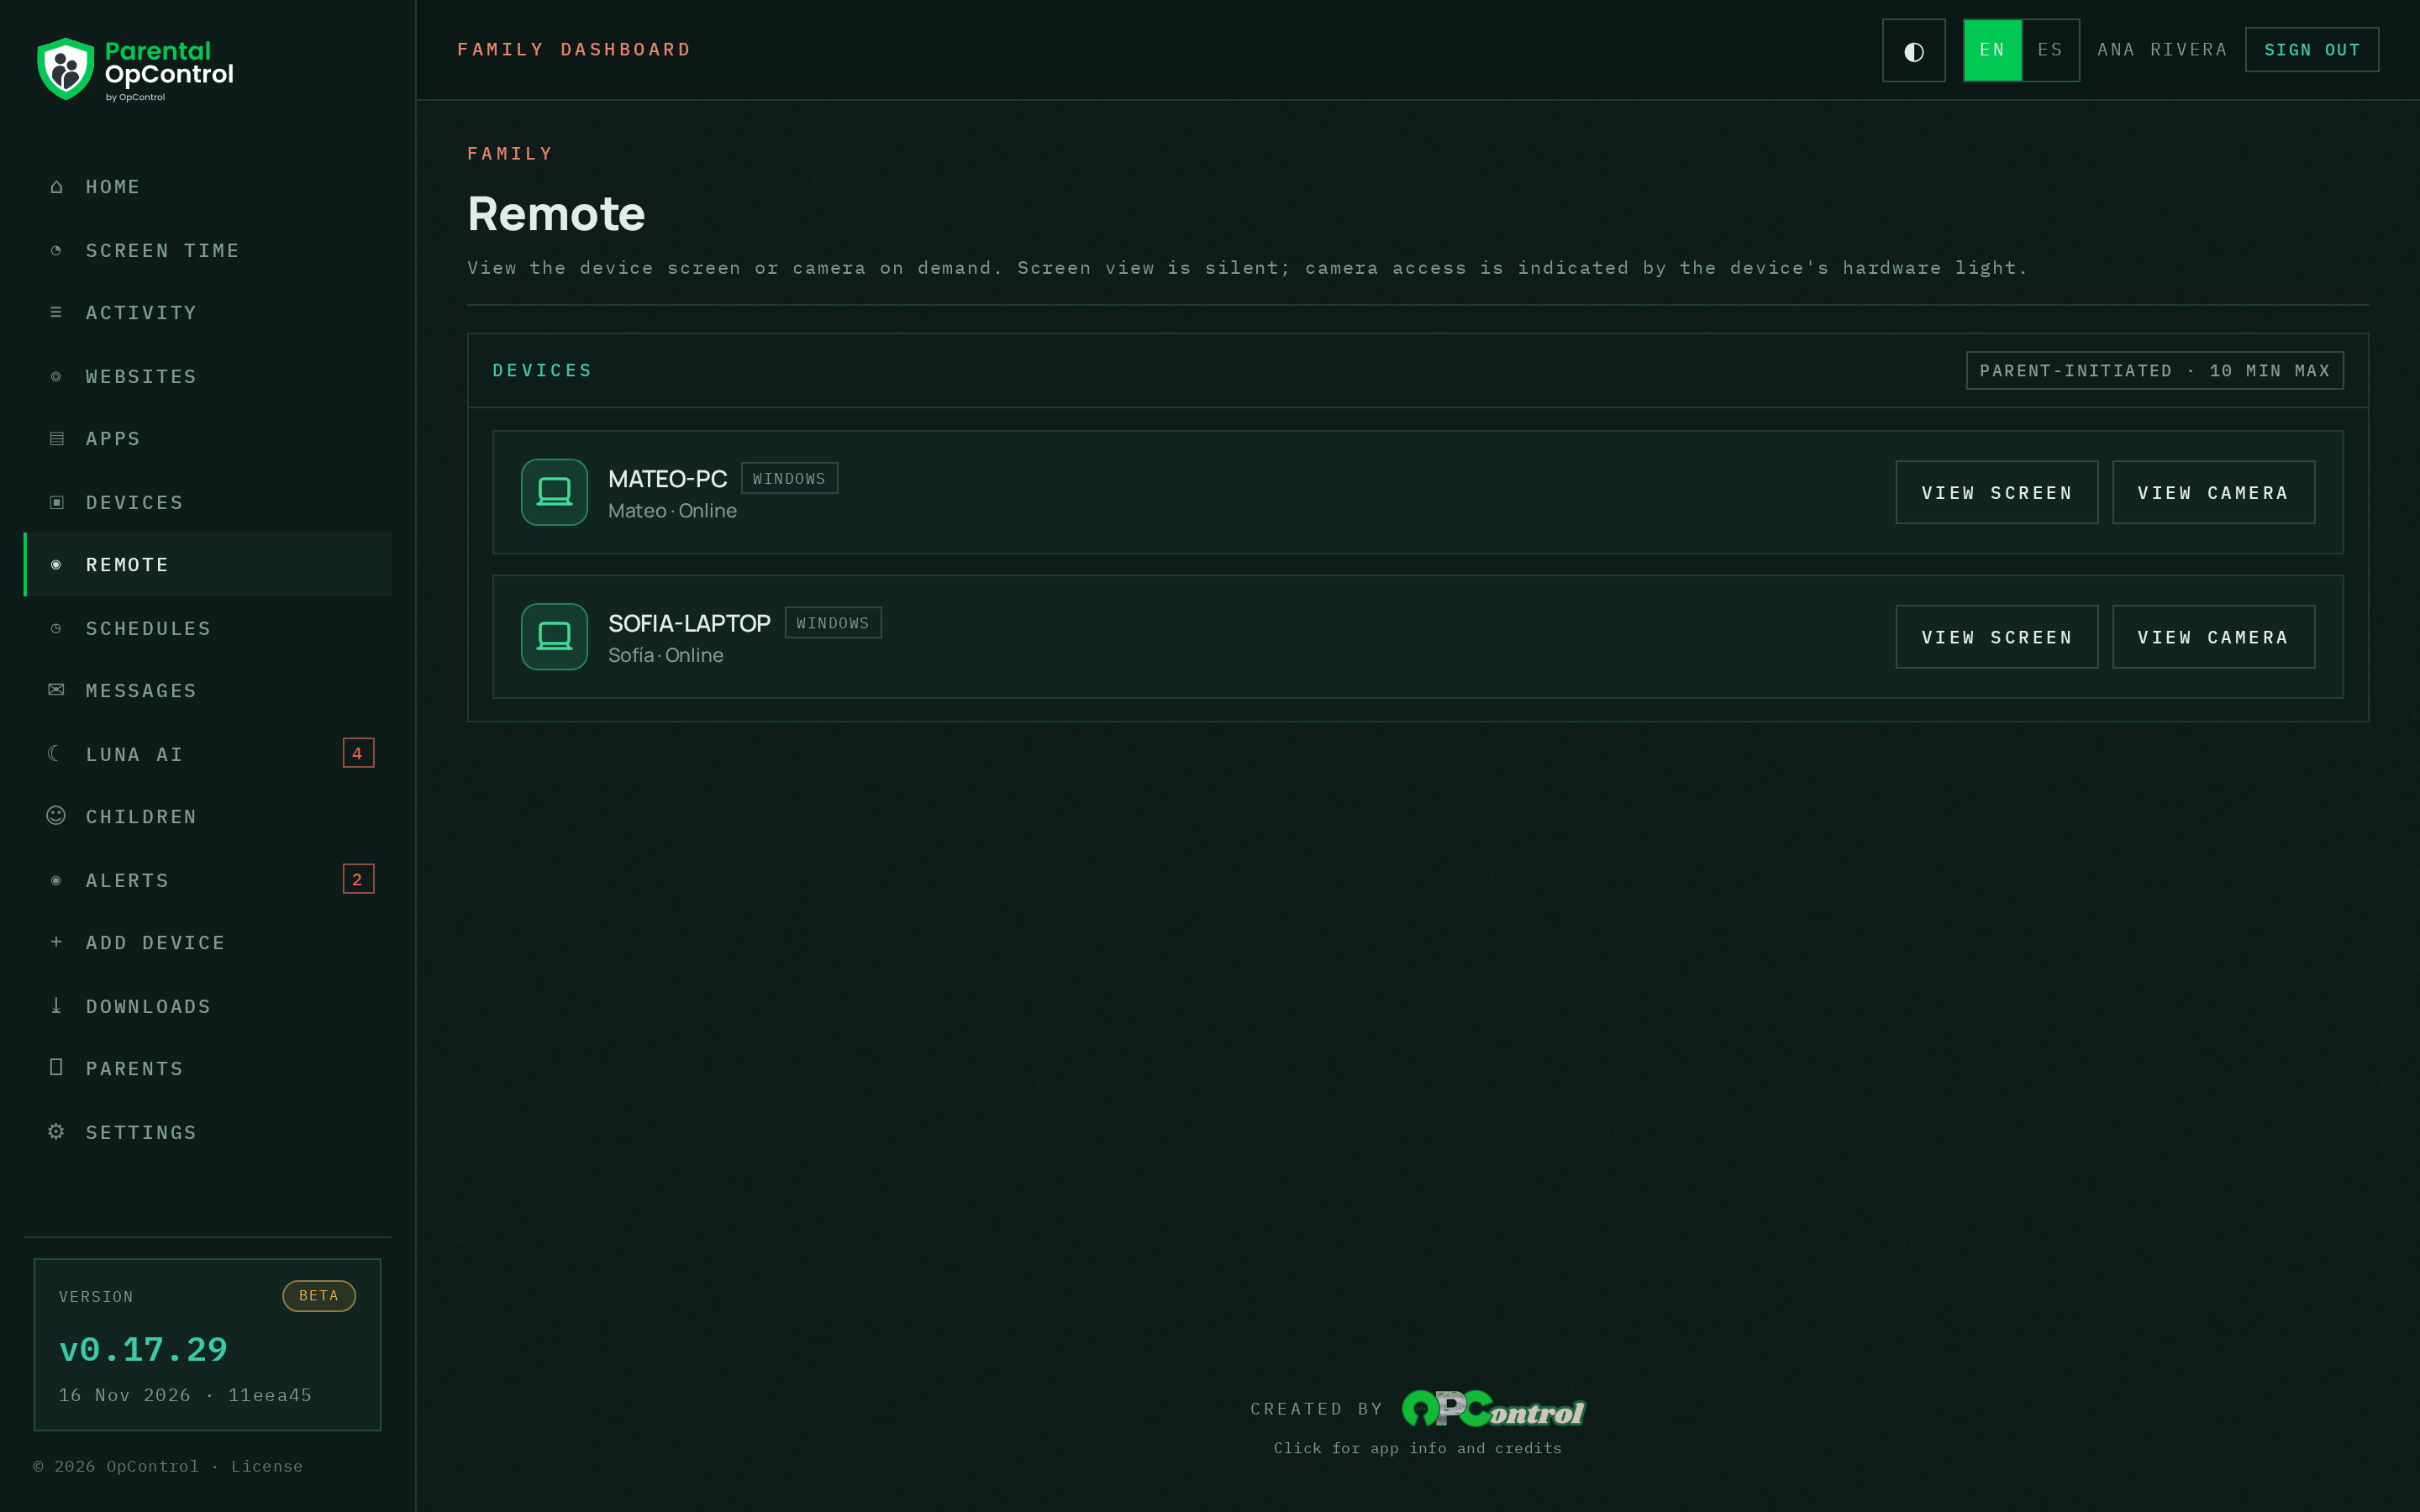 Parental
OpControl
by OpControl
HOME
SCREEN TIME
ACTIVITY
WEBSITES
APPS
DEVICES
REMOTE
SCHEDULES
MESSAGES
LUNA AI 4
CHILDREN
ALERTS 2
+ ADD DEVICE
DOWNLOADS
PARENTS
SETTINGS
VERSION BETA
v0.17.29
16 Nov 2026 · 11eea45
© 2026 OpControl · License
FAMILY DASHBOARD
EN ES ANA RIVERA SIGN OUT
FAMILY
Remote
View the device screen or camera on demand. Screen view is silent; camera access is indicated by the device's hardware light.
DEVICES PARENT-INITIATED · 10 MIN MAX
MATEO-PC WINDOWS
Mateo · Online
VIEW SCREEN VIEW CAMERA
SOFIA-LAPTOP WINDOWS
Sofía · Online
VIEW SCREEN VIEW CAMERA
CREATED BY OPControl
Click for app info and credits